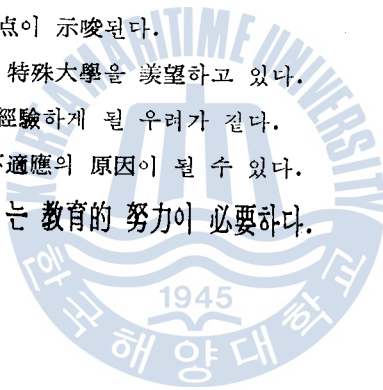 点이 示唆된다.
特殊大學을 羨望하고 있다.
經驗하게 될 우려가 짙다.
不適應의 原因이 될 수 있다.
는 教育的 努力이 必要하다.
KOREA MARITIME UNIVERSITY
1945
한국해양대학교